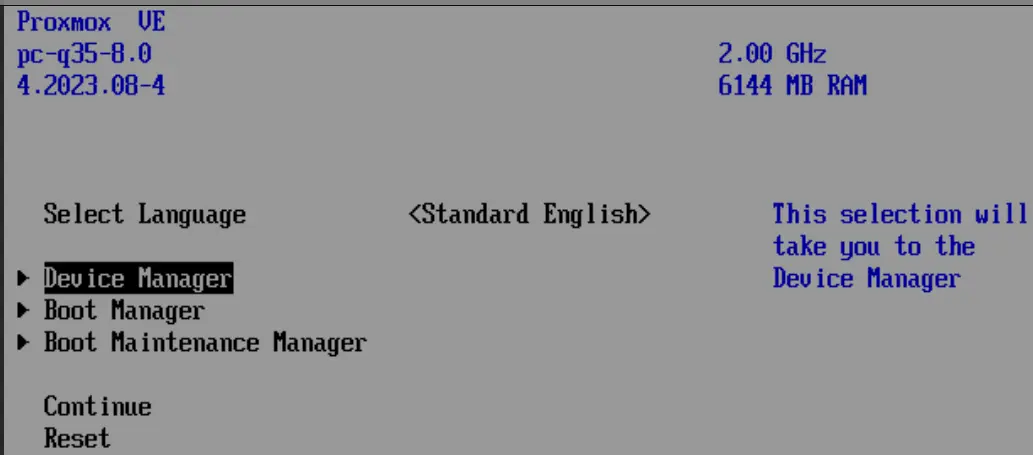 Proxmox VE
pc-q35-8.0
2.00 GHz
4.2023.08-4
6144 MB RAM
Select Language
<Standard English>
This selection will
take you to the
Device Manager
Device Manager
Boot Manager
Boot Maintenance Manager
Continue
Reset